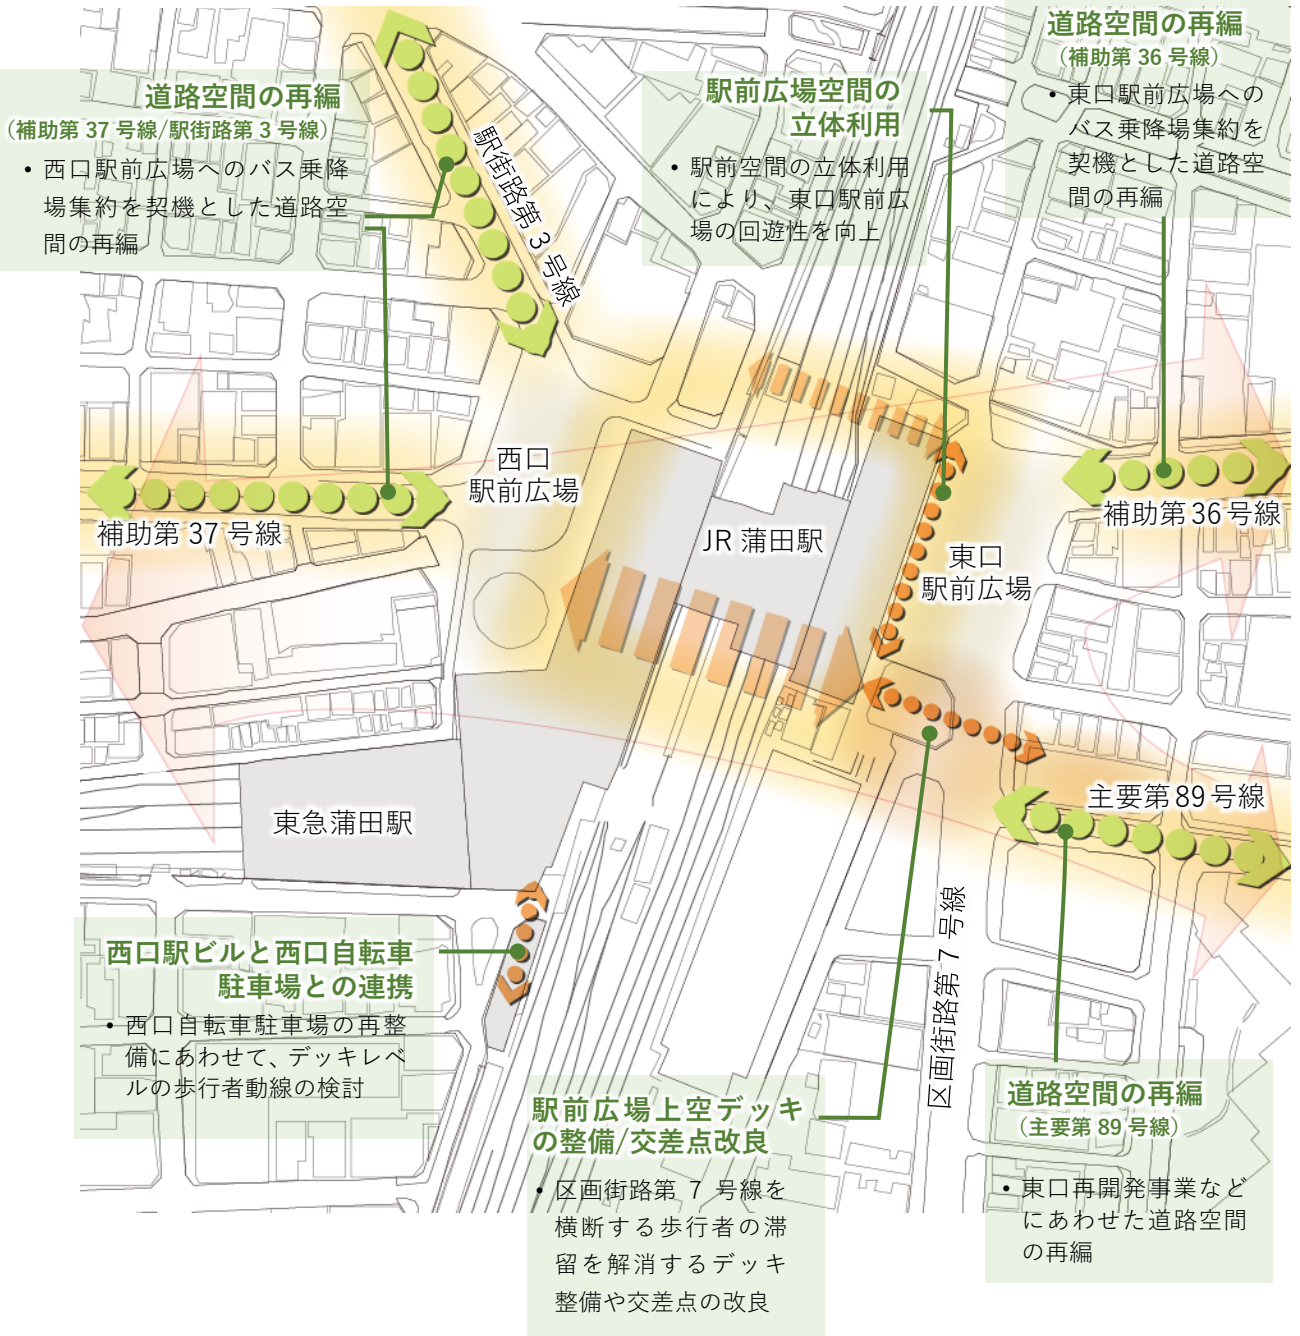 道路空間の再編
（補助第 37 号線/駅街路第 3 号線）
• 西口駅前広場へのバス乗降
場集約を契機とした道路空
間の再編
駅前広場空間の
立体利用
• 駅前空間の立体利用
により、東口駅前広
場の回遊性を向上
道路空間の再編
（補助第 36 号線）
• 東口駅前広場への
バス乗降場集約を
契機とした道路空
間の再編
駅街路第 3 号線
西口
駅前広場
補助第 37 号線
JR 蒲田駅
東口
駅前広場
補助第 36 号線
東急蒲田駅
主要第 89 号線
区画街路第 7 号線
西口駅ビルと西口自転車
駐車場との連携
• 西口自転車駐車場の再整
備にあわせて、デッキレベ
ルの歩行者動線の検討
駅前広場上空デッキ
の整備/交差点改良
• 区画街路第 7 号線を
横断する歩行者の滞
留を解消するデッキ
整備や交差点の改良
道路空間の再編
（主要第 89 号線）
• 東口再開発事業など
にあわせた道路空間
の再編